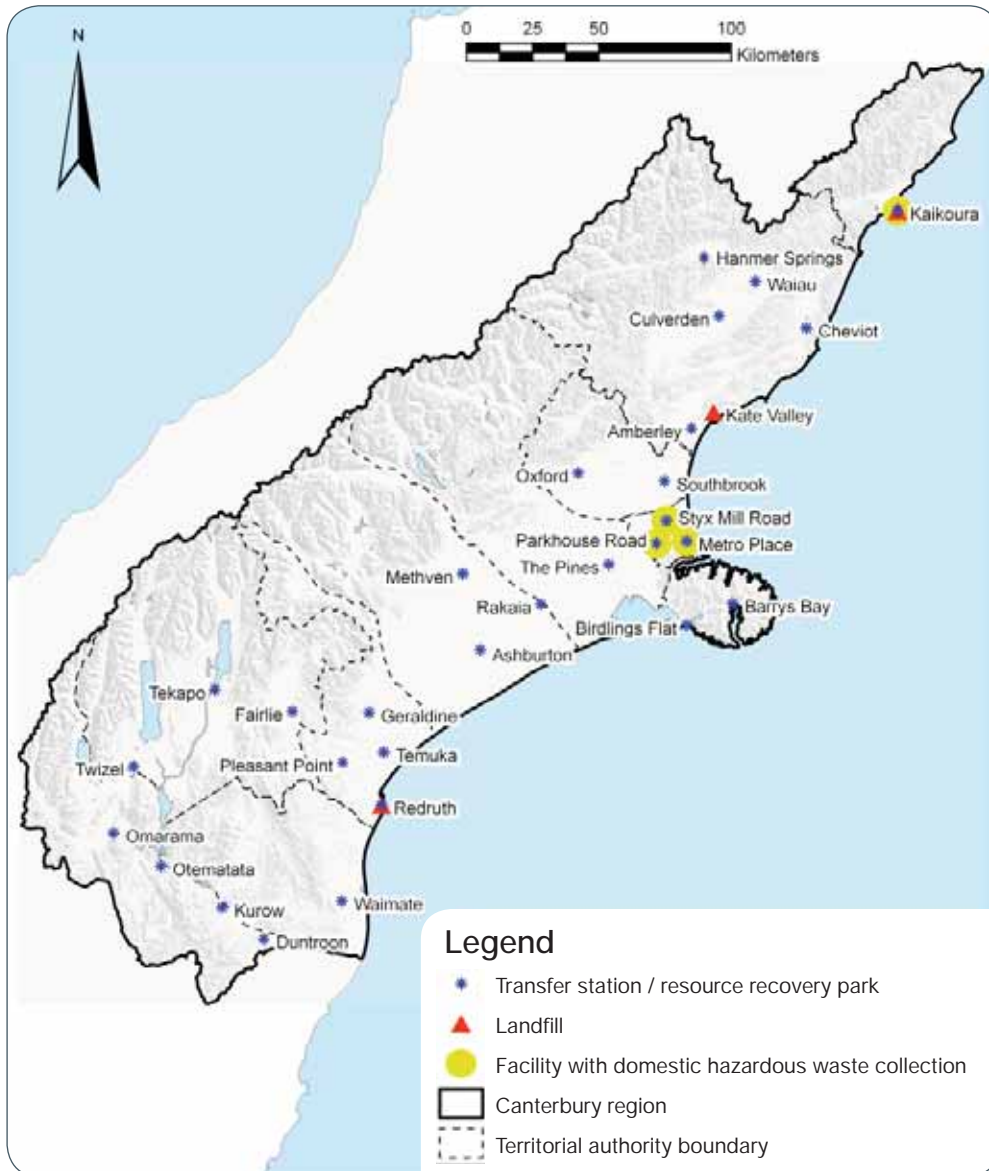 N
0 50 100
Kilometers
Kaikoura
Hanmer Springs
Waiau
Culverden
Cheviot
Kate Valley
Amberley
Oxford
Southbrook
Styx Mill Road
Parkhouse Road
Metro Place
The Pines
Methven
Rakaia
Barrys Bay
Birdlings Flat
Ashburton
Tekapo
Fairlie
Geraldine
Temuka
Pleasant Point
Twizel
Redruth
Omarama
Otematata
Kurow
Waimate
Duntroon
Legend
Transfer station / resource recovery park
Landfill
Facility with domestic hazardous waste collection
Canterbury region
Territorial authority boundary